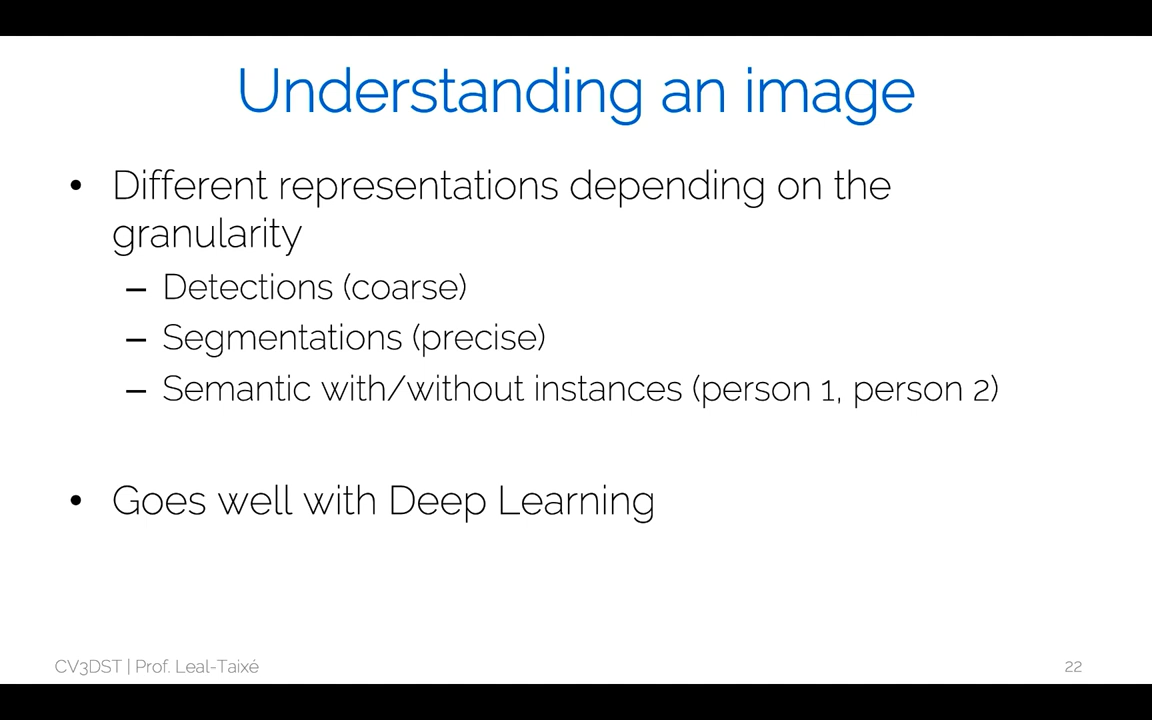 Understanding an image
• Different representations depending on the
granularity
– Detections (coarse)
– Segmentations (precise)
– Semantic with/without instances (person 1, person 2)
• Goes well with Deep Learning
CV3DST | Prof. Leal-Taixé
22